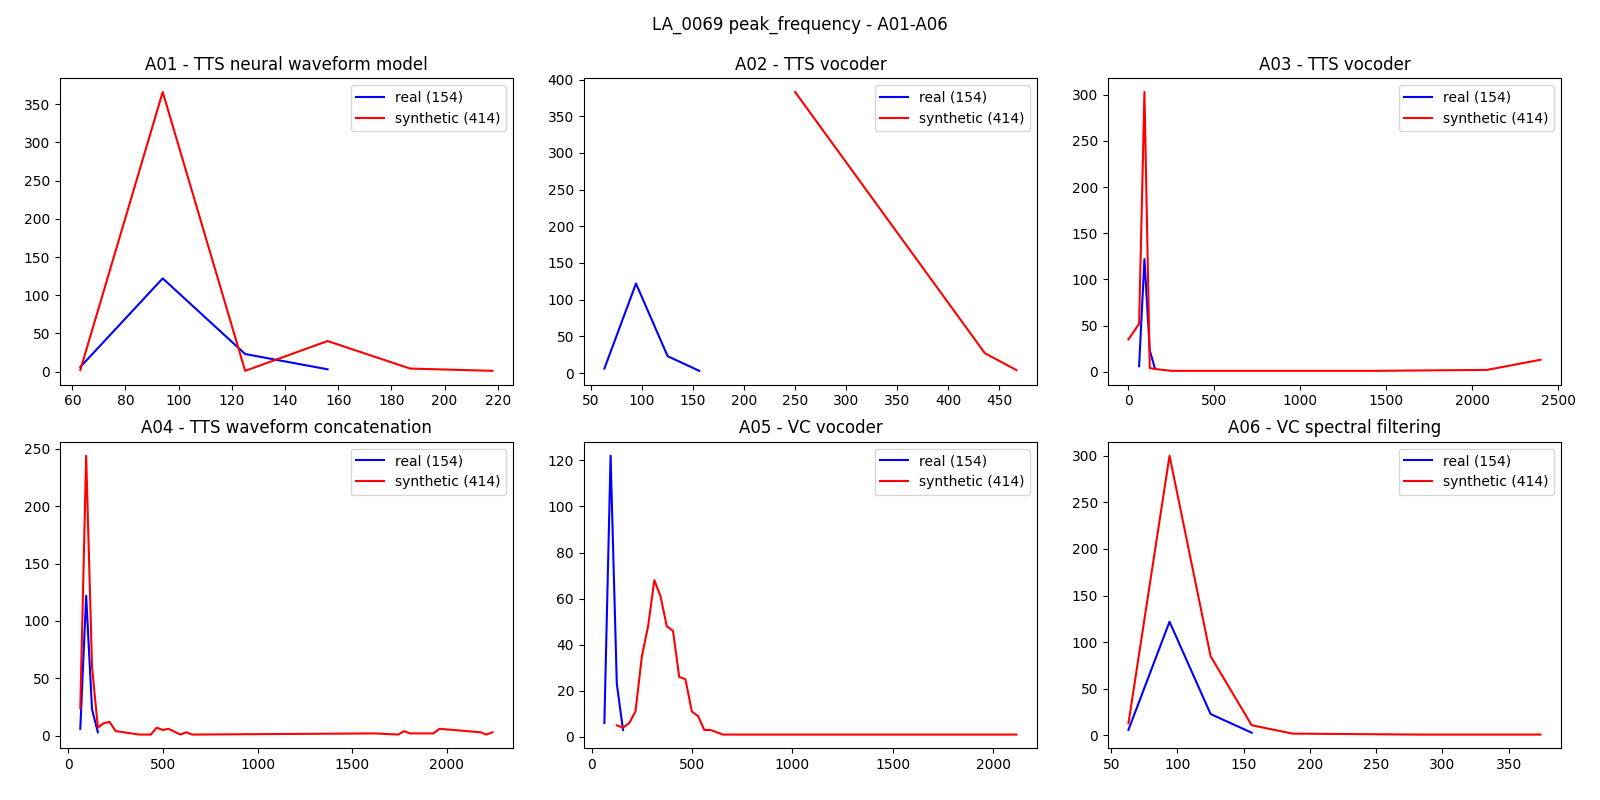 LA_0069 peak_frequency - A01-A06
A01 - TTS neural waveform model
real (154)
synthetic (414)
350
300
250
200
150
100
50
0
60 80 100 120 140 160 180 200 220
A02 - TTS vocoder
real (154)
synthetic (414)
400
350
300
250
200
150
100
50
0
50 100 150 200 250 300 350 400 450
A03 - TTS vocoder
real (154)
synthetic (414)
300
250
200
150
100
50
0
0 500 1000 1500 2000 2500
A04 - TTS waveform concatenation
real (154)
synthetic (414)
250
200
150
100
50
0
0 500 1000 1500 2000
A05 - VC vocoder
real (154)
synthetic (414)
120
100
80
60
40
20
0
0 500 1000 1500 2000
A06 - VC spectral filtering
real (154)
synthetic (414)
300
250
200
150
100
50
0
50 100 150 200 250 300 350